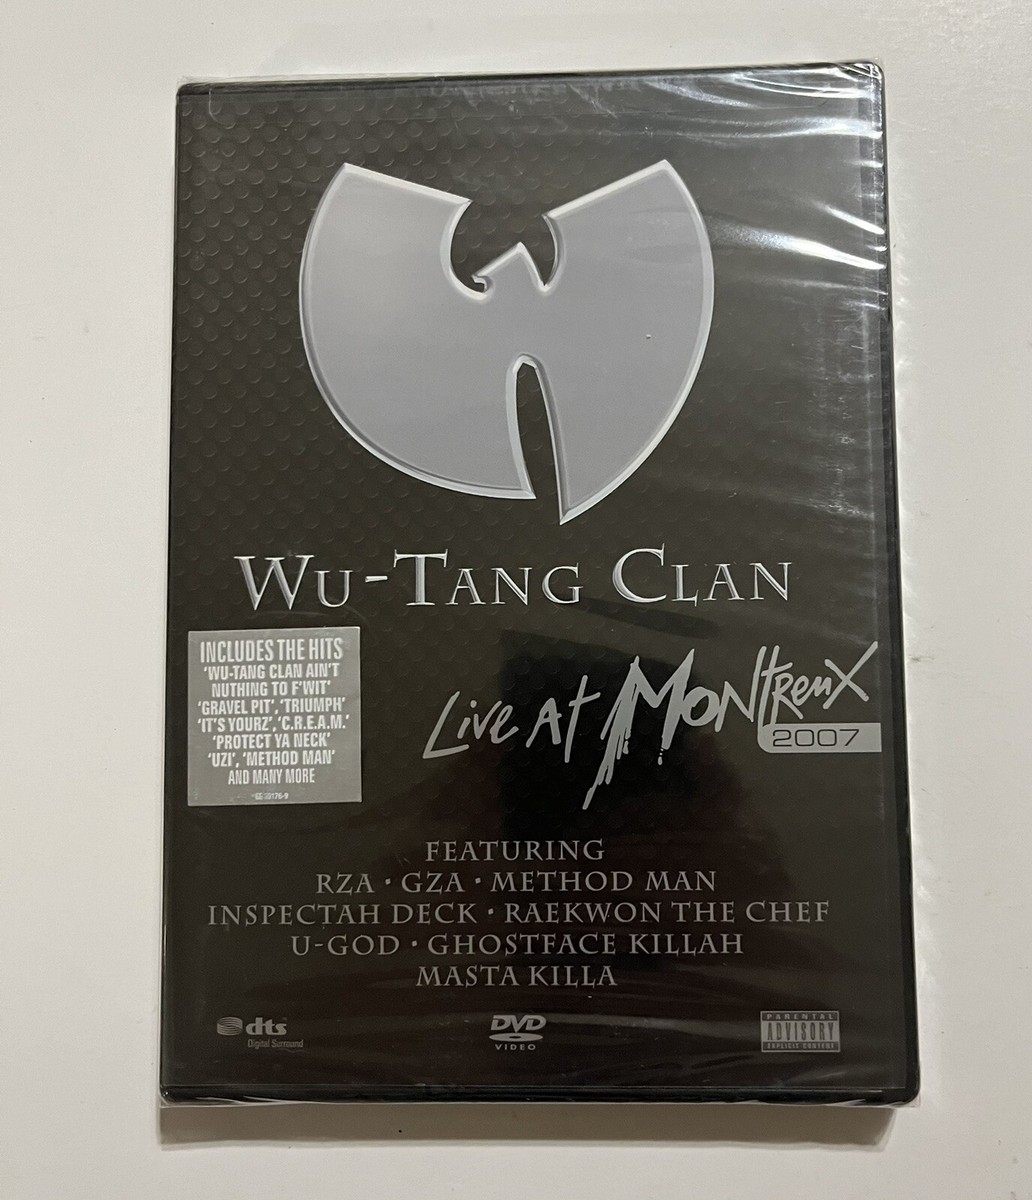 WU-TANG CLAN
INCLUDES THE HITS
'WU-TANG CLAN AIN'T
NUTHING TO F'WIT'
'GRAVEL PIT', 'TRIUMPH'
'IT'S YOURZ', 'C.R.E.A.M.'
'PROTECT YA NECK'
'UZI', 'METHOD MAN'
AND MANY MORE
Live At Montreux
2007
FEATURING
RZA · GZA · METHOD MAN
INSPECTAH DECK · RAEKWON THE CHEF
U-GOD · GHOSTFACE KILLAH
MASTA KILLA
dts
Digital Surround
DVD
VIDEO
PARENTAL
ADVISORY
EXPLICIT CONTENT